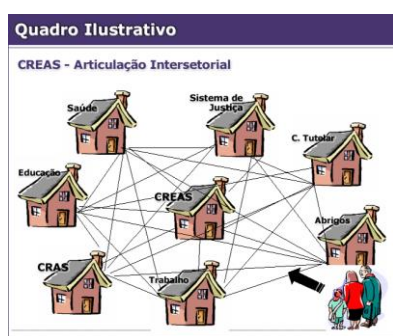 Quadro Ilustrativo
CREAS - Articulação Intersetorial
Saúde
Sistema de
Justiça
C. Tutelar
Educação
CREAS
Abrigos
CRAS
Trabalho